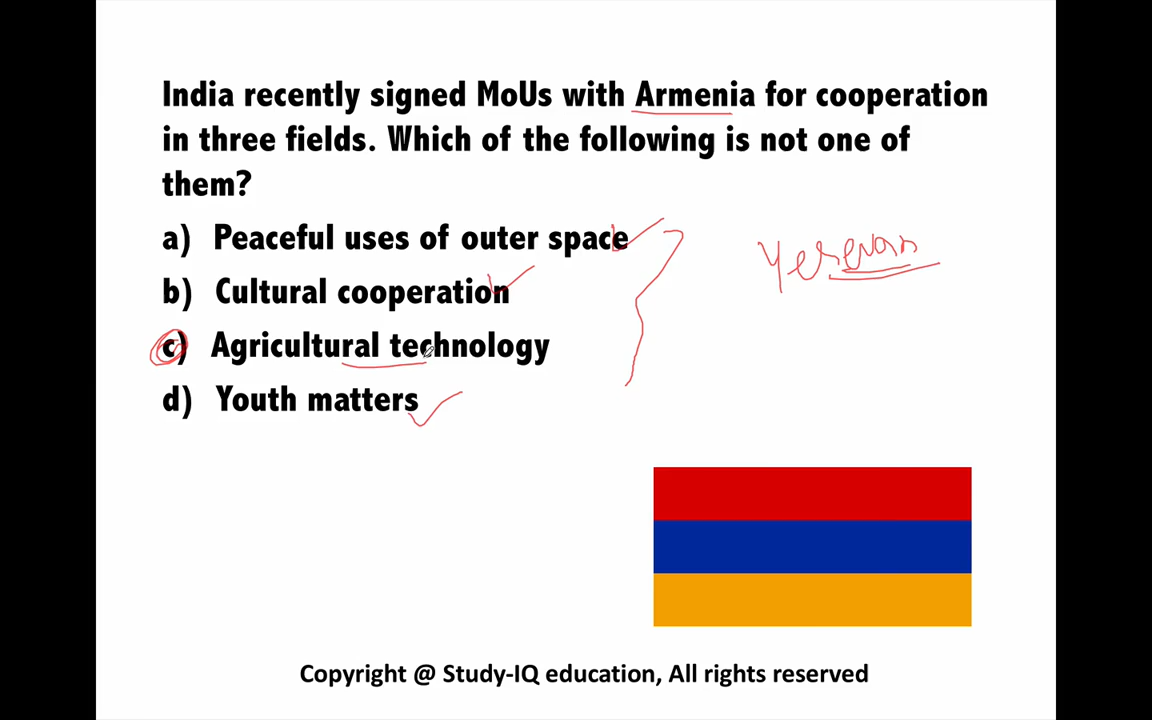 India recently signed MoUs with Armenia for cooperation
in three fields. Which of the following is not one of
them?
a) Peaceful uses of outer space
b) Cultural cooperation
c) Agricultural technology
d) Youth matters
Yerevan
Copyright @ Study-IQ education, All rights reserved